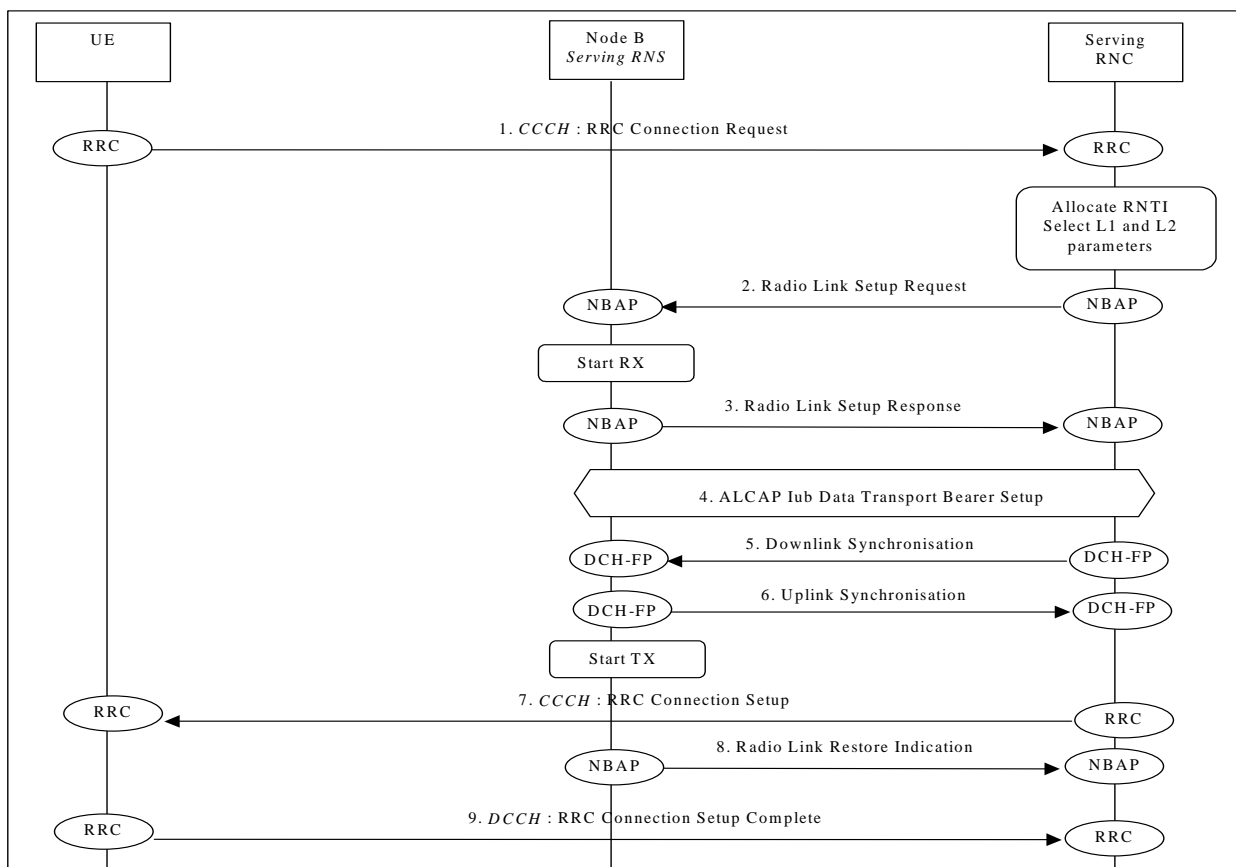 UE
Node B
Serving RNS
Serving
RNC
1. CCCH : RRC Connection Request
RRC
RRC
Allocate RNTI
Select L1 and L2
parameters
2. Radio Link Setup Request
NBAP
NBAP
Start RX
3. Radio Link Setup Response
NBAP
NBAP
4. ALCAP Iub Data Transport Bearer Setup
5. Downlink Synchronisation
DCH-FP
DCH-FP
6. Uplink Synchronisation
DCH-FP
DCH-FP
Start TX
7. CCCH : RRC Connection Setup
RRC
RRC
8. Radio Link Restore Indication
NBAP
NBAP
9. DCCH : RRC Connection Setup Complete
RRC
RRC